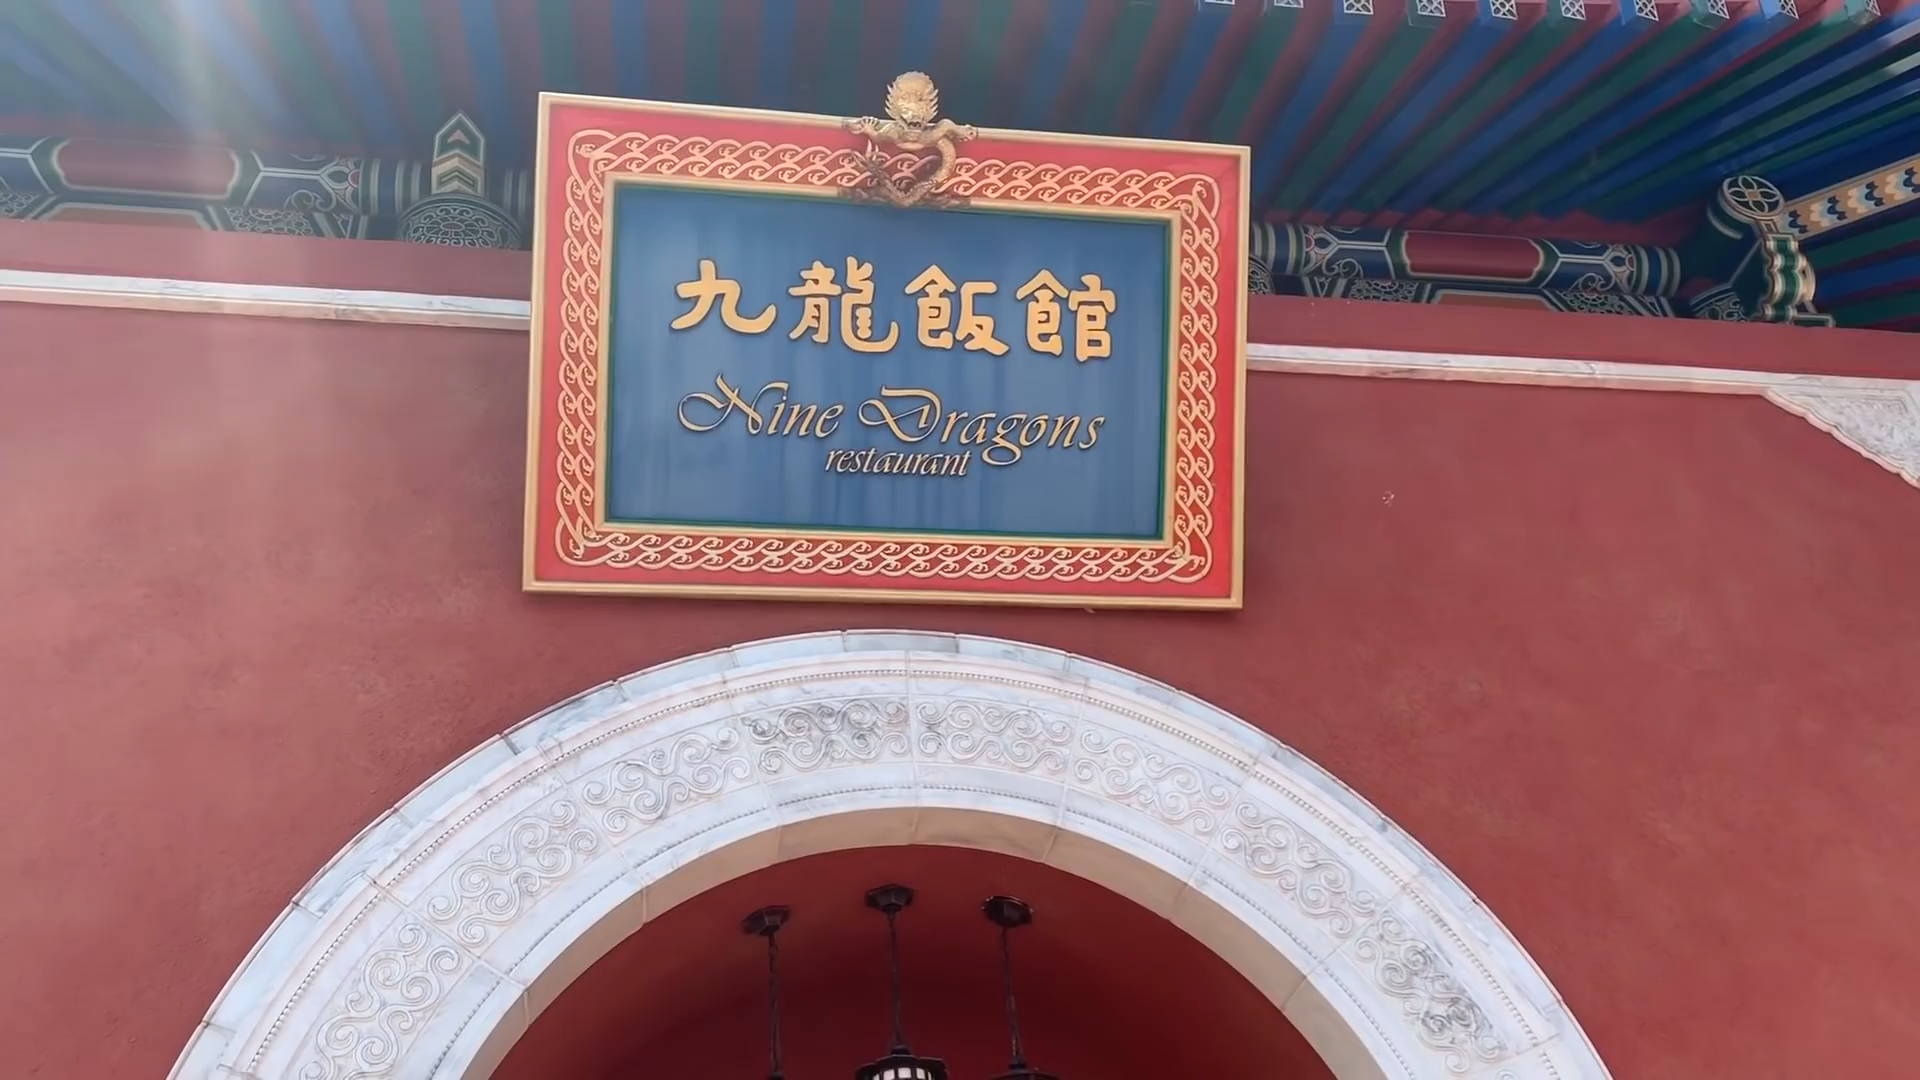 九龍飯館
Nine Dragons
restaurant